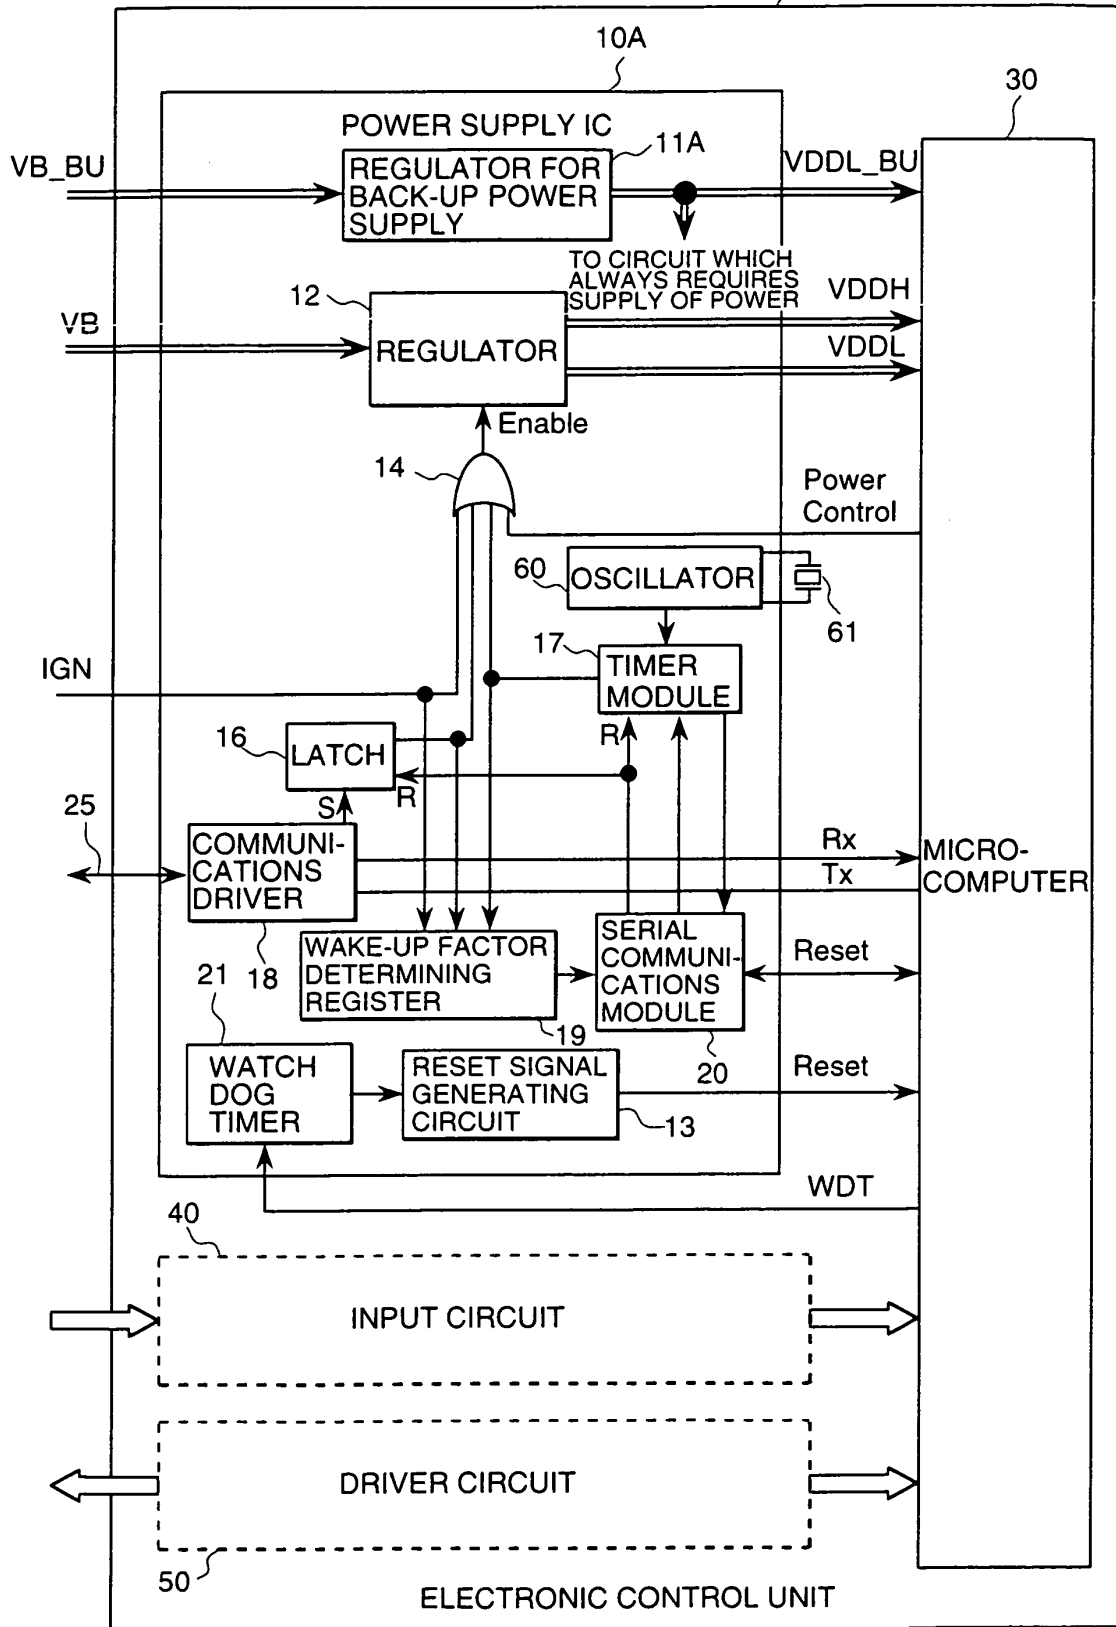 10A
30
POWER SUPPLY IC
11A
VB_BU
REGULATOR FOR
BACK-UP POWER
SUPPLY
VDDL_BU
TO CIRCUIT WHICH
ALWAYS REQUIRES
SUPPLY OF POWER
12
VDDH
VB
REGULATOR
VDDL
Enable
14
Power
Control
60
OSCILLATOR
61
17
IGN
TIMER
MODULE
16
LATCH
R
R
S
25
COMMUNI-
CATIONS
DRIVER
Rx
Tx
MICRO-
COMPUTER
18
WAKE-UP FACTOR
DETERMINING
REGISTER
SERIAL
COMMUNI-
CATIONS
MODULE
Reset
21
19
20
WATCH
DOG
TIMER
RESET SIGNAL
GENERATING
CIRCUIT
Reset
13
WDT
40
INPUT CIRCUIT
DRIVER CIRCUIT
50
ELECTRONIC CONTROL UNIT